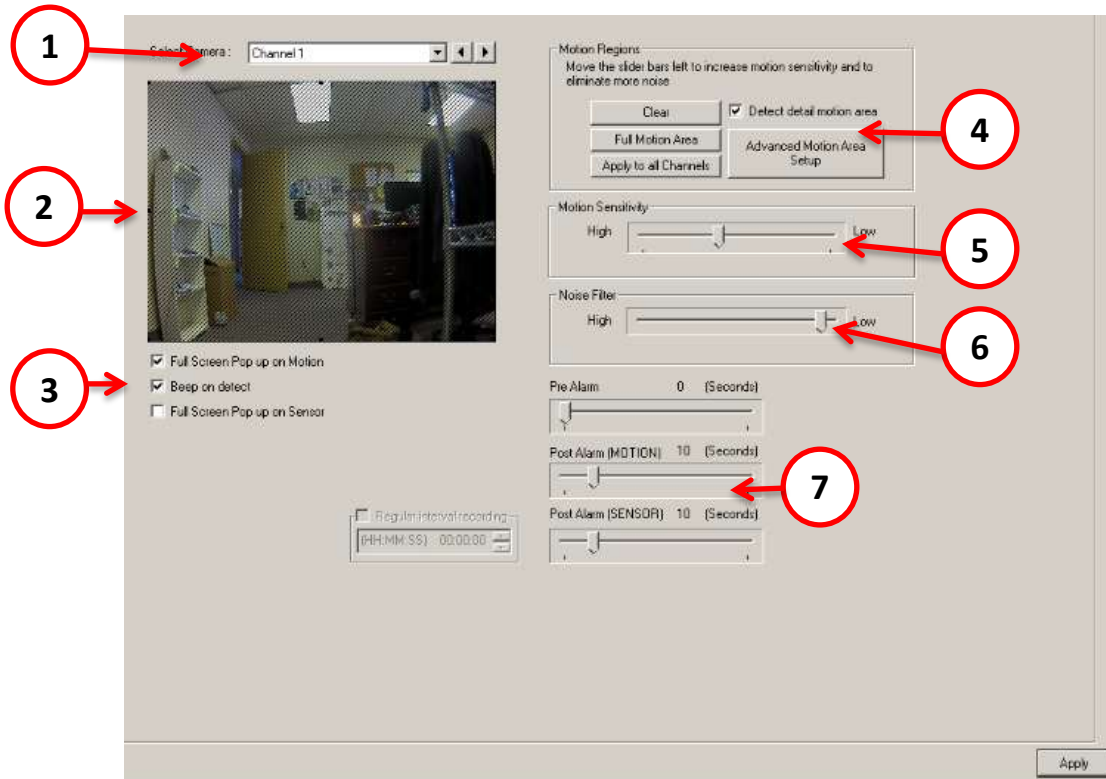 1
Select Camera :
Channel 1
2
Full Screen Pop up on Motion
3
Beep on detect
Full Screen Pop up on Sensor
Regular interval recording
(HH:MM:SS) 00:00:00
Motion Regions
Move the slider bars left to increase motion sensitivity and to
eliminate more noise
Clear
Detect detail motion area
Full Motion Area
Advanced Motion Area
Setup
Apply to all Channels
4
Motion Sensitivity
High
Low
5
Noise Filter
High
Low
6
Pre Alarm 0 (Seconds)
Post Alarm (MOTION) 10 (Seconds)
7
Post Alarm (SENSOR) 10 (Seconds)
Apply